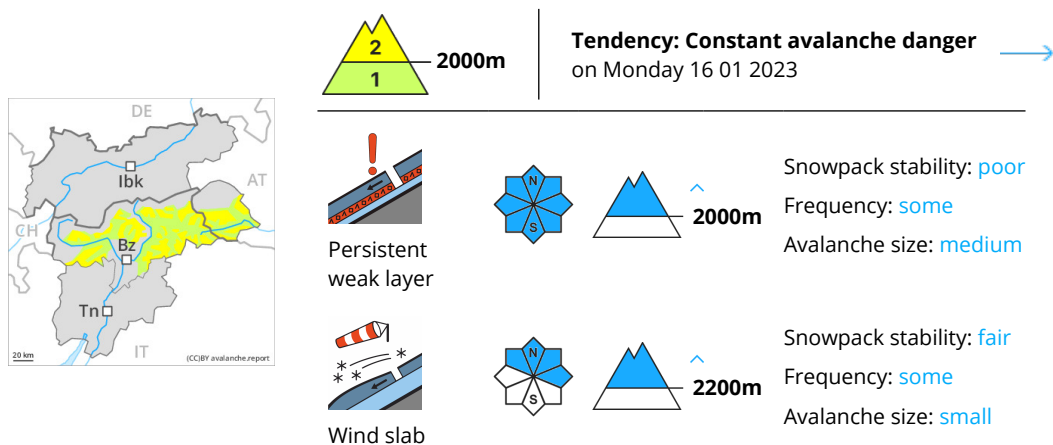 2
1
2000m
Tendency: Constant avalanche danger
on Monday 16 01 2023
DE
Ibk
AT
CH
Bz
Tn
IT
20 km
(CC)BY avalanche.report
Persistent
weak layer
N
S
2000m
Snowpack stability: poor
Frequency: some
Avalanche size: medium
Wind slab
N
S
2200m
Snowpack stability: fair
Frequency: some
Avalanche size: small